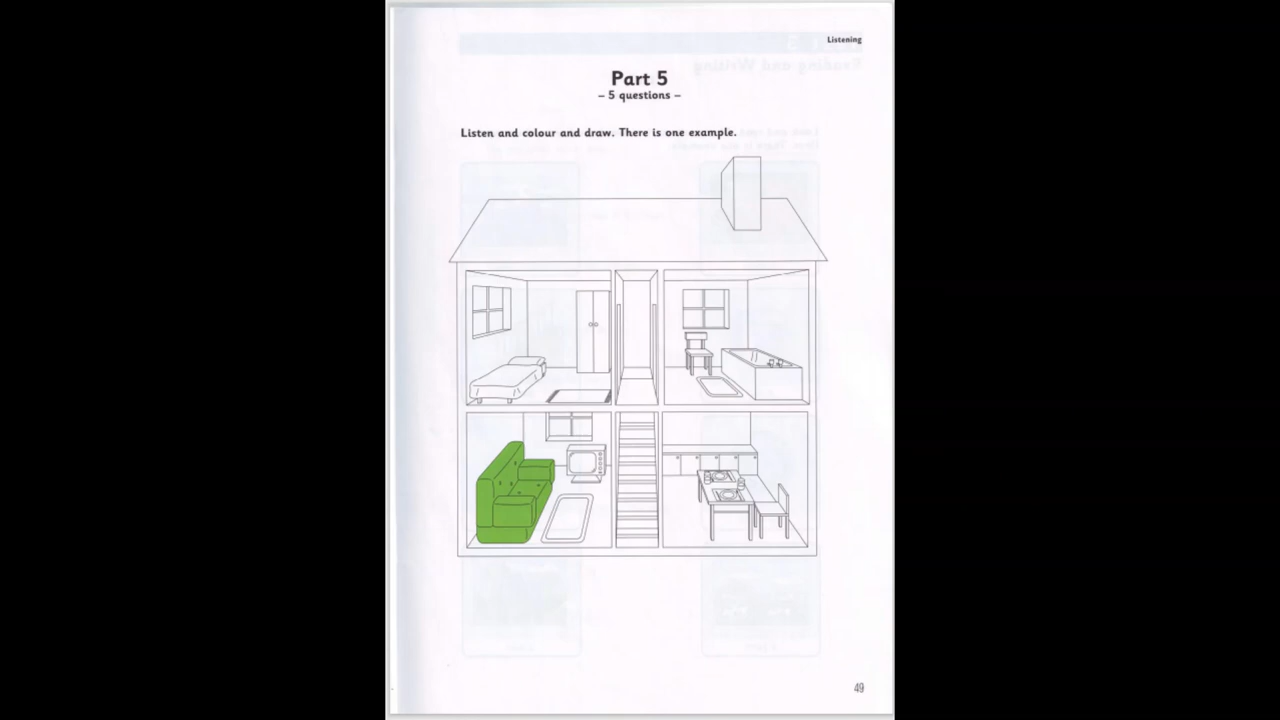 Listening
Part 5
– 5 questions –
Listen and colour and draw. There is one example.
49